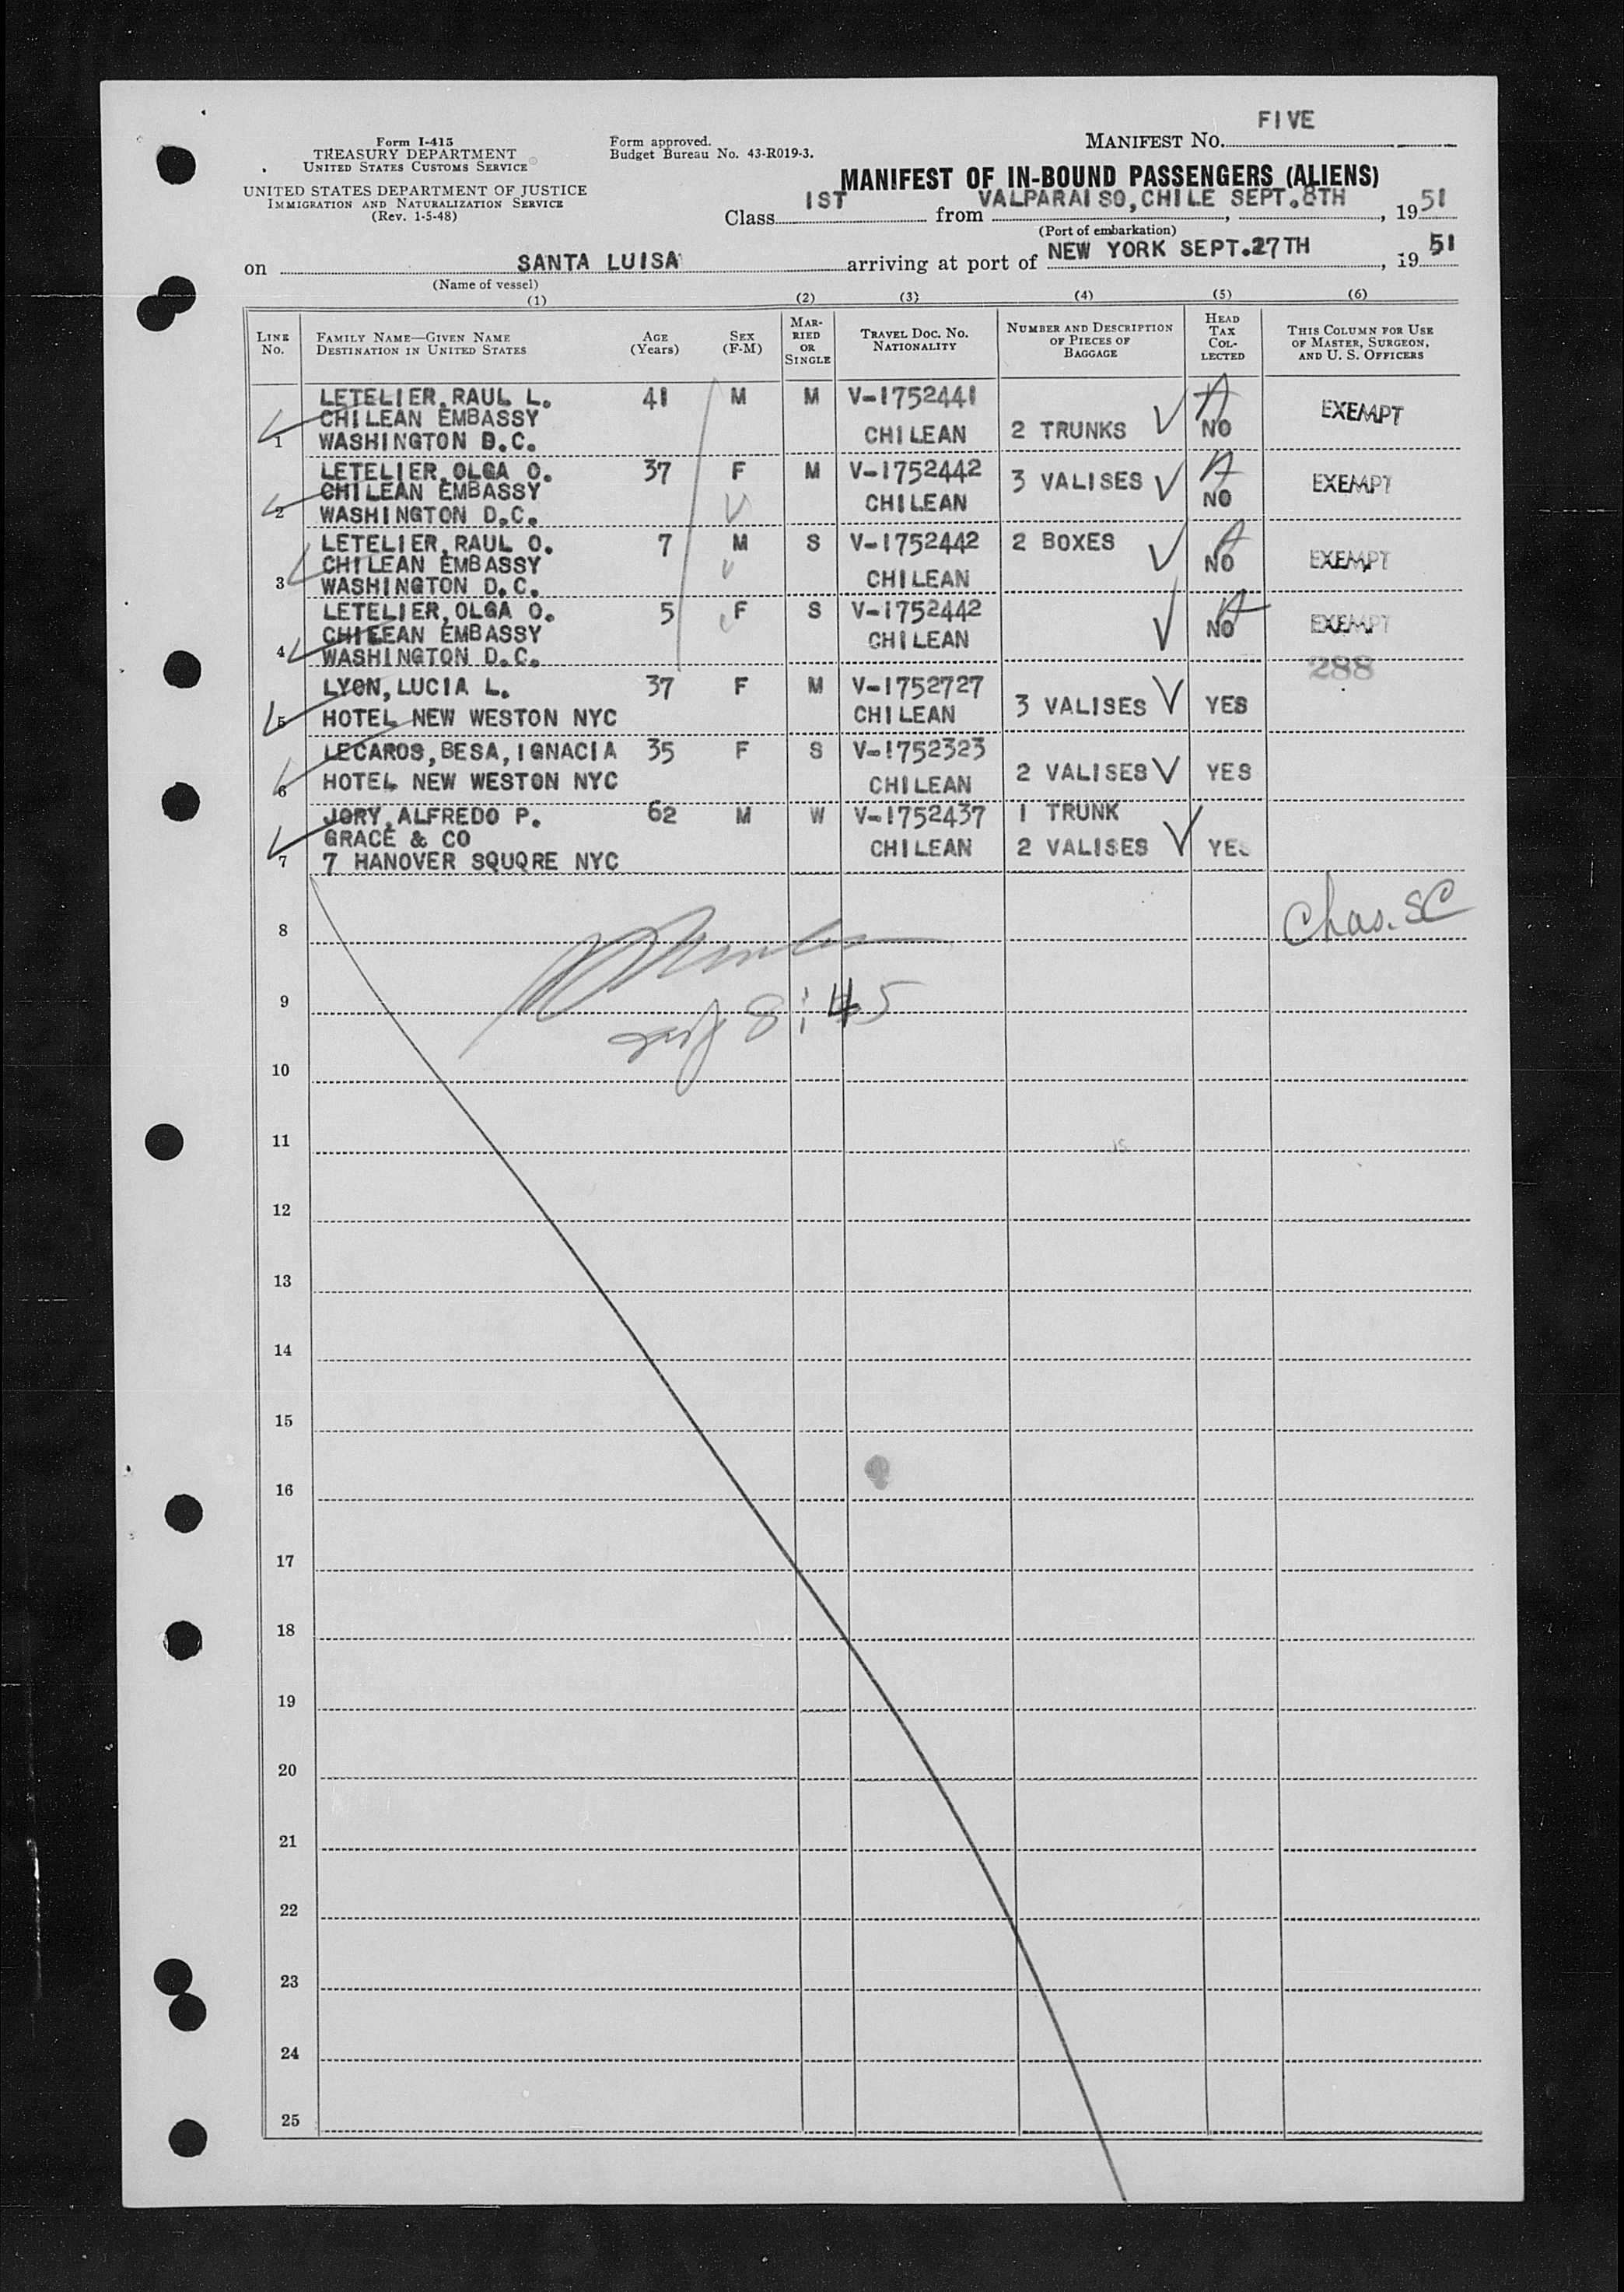 Form I-415
TREASURY DEPARTMENT
UNITED STATES CUSTOMS SERVICE
UNITED STATES DEPARTMENT OF JUSTICE
IMMIGRATION AND NATURALIZATION SERVICE
(Rev. 1-5-48)
Form approved.
Budget Bureau No. 43-R019-3.
MANIFEST No. FIVE
MANIFEST OF IN-BOUND PASSENGERS (ALIENS)
Class 1ST from VALPARAISO, CHILE SEPT. 8TH, 1951
(Port of embarkation)
on SANTA LUISA arriving at port of NEW YORK SEPT. 27TH, 1951
(Name of vessel)
(1) (2) (3) (4) (5) (6)
LINE No.
FAMILY NAME—GIVEN NAME DESTINATION IN UNITED STATES
AGE (Years)
SEX (F-M)
MARRIED OR SINGLE
TRAVEL DOC. NO. NATIONALITY
NUMBER AND DESCRIPTION OF PIECES OF BAGGAGE
HEAD TAX COLLECTED
THIS COLUMN FOR USE OF MASTER, SURGEON, AND U. S. OFFICERS
LETELIER, RAUL L. 41 M M V-1752441
CHILEAN EMBASSY EXEMPT
1 WASHINGTON D.C. CHILEAN 2 TRUNKS NO
LETELIER, OLGA O. 37 F M V-1752442 3 VALISES
CHILEAN EMBASSY CHILEAN NO EXEMPT
2 WASHINGTON D.C.
LETELIER, RAUL O. 7 M S V-1752442 2 BOXES
CHILEAN EMBASSY NO EXEMPT
3 WASHINGTON D.C. CHILEAN
LETELIER, OLGA O. 5 F S V-1752442
CHILEAN EMBASSY CHILEAN NO EXEMPT
4 WASHINGTON D.C. 288
LYON, LUCIA L. 37 F M V-1752727
5 HOTEL NEW WESTON NYC CHILEAN 3 VALISES YES
LECAROS, BESA, IGNACIA 35 F S V-1752323
6 HOTEL NEW WESTON NYC CHILEAN 2 VALISES YES
JORY, ALFREDO P. 62 M W V-1752437 1 TRUNK
GRACE & CO CHILEAN 2 VALISES YES
7 7 HANOVER SQUQRE NYC
Chas. SC
8
8:45
9
10
11
12
13
14
15
16
17
18
19
20
21
22
23
24
25